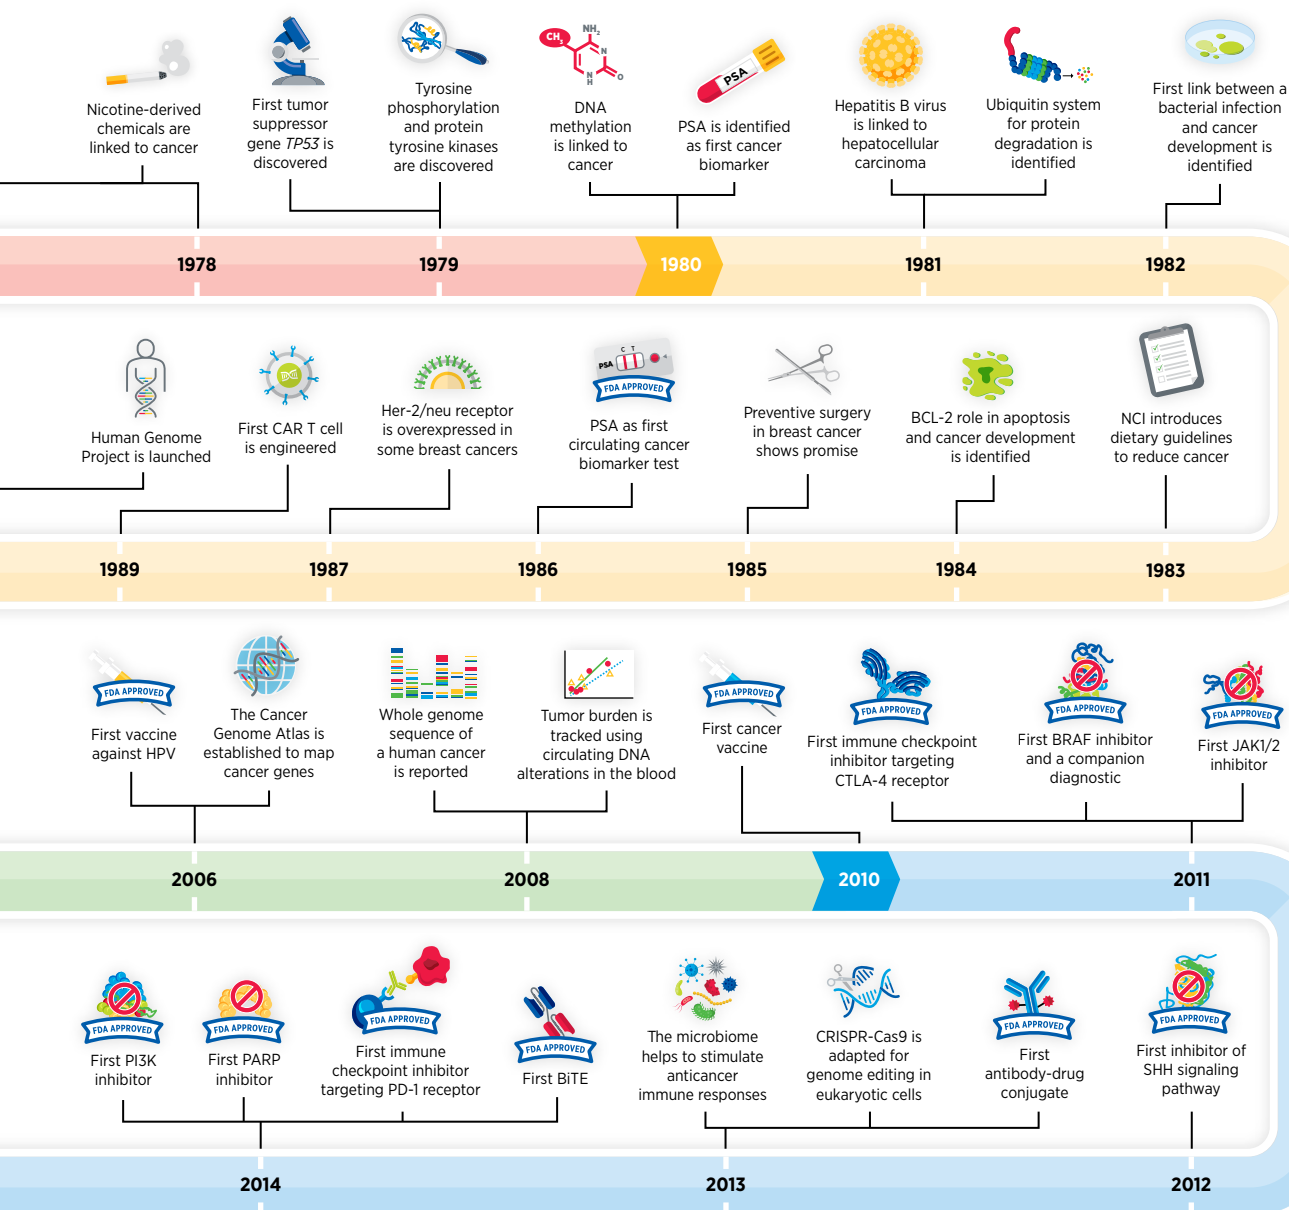 CH3
NH2
N
N
H
O
PSA
Nicotine-derived
chemicals are
linked to cancer
First tumor
suppressor
gene TP53 is
discovered
Tyrosine
phosphorylation
and protein
tyrosine kinases
are discovered
DNA
methylation
is linked to
cancer
PSA is identified
as first cancer
biomarker
Hepatitis B virus
is linked to
hepatocellular
carcinoma
Ubiquitin system
for protein
degradation is
identified
First link between a
bacterial infection
and cancer
development is
identified
1978
1979
1980
1981
1982
C T
PSA
FDA APPROVED
Human Genome
Project is launched
First CAR T cell
is engineered
Her-2/neu receptor
is overexpressed in
some breast cancers
PSA as first
circulating cancer
biomarker test
Preventive surgery
in breast cancer
shows promise
BCL-2 role in apoptosis
and cancer development
is identified
NCI introduces
dietary guidelines
to reduce cancer
1989
1987
1986
1985
1984
1983
FDA APPROVED
First vaccine
against HPV
The Cancer
Genome Atlas is
established to map
cancer genes
Whole genome
sequence of
a human cancer
is reported
Tumor burden is
tracked using
circulating DNA
alterations in the blood
FDA APPROVED
First cancer
vaccine
FDA APPROVED
First immune checkpoint
inhibitor targeting
CTLA-4 receptor
FDA APPROVED
First BRAF inhibitor
and a companion
diagnostic
FDA APPROVED
First JAK1/2
inhibitor
2006
2008
2010
2011
FDA APPROVED
First PI3K
inhibitor
FDA APPROVED
First PARP
inhibitor
FDA APPROVED
First immune
checkpoint inhibitor
targeting PD-1 receptor
FDA APPROVED
First BiTE
The microbiome
helps to stimulate
anticancer
immune responses
CRISPR-Cas9 is
adapted for
genome editing in
eukaryotic cells
FDA APPROVED
First
antibody-drug
conjugate
FDA APPROVED
First inhibitor of
SHH signaling
pathway
2014
2013
2012